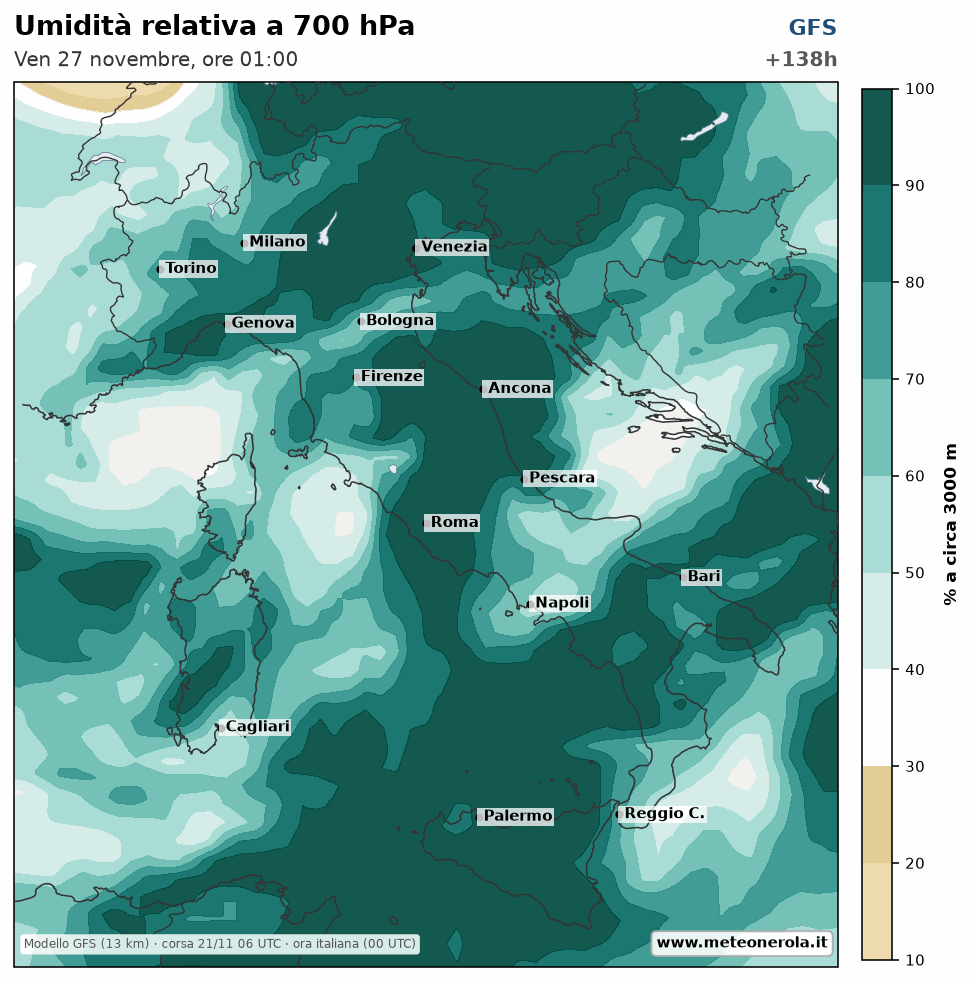 Umidità relativa a 700 hPa
GFS
Ven 27 novembre, ore 01:00
+138h
Milano
Venezia
Torino
Genova
Bologna
Firenze
Ancona
Pescara
Roma
Bari
Napoli
Cagliari
Palermo
Reggio C.
100
90
80
70
60
50
40
30
20
10
% a circa 3000 m
Modello GFS (13 km) · corsa 21/11 06 UTC · ora italiana (00 UTC)
www.meteonerola.it